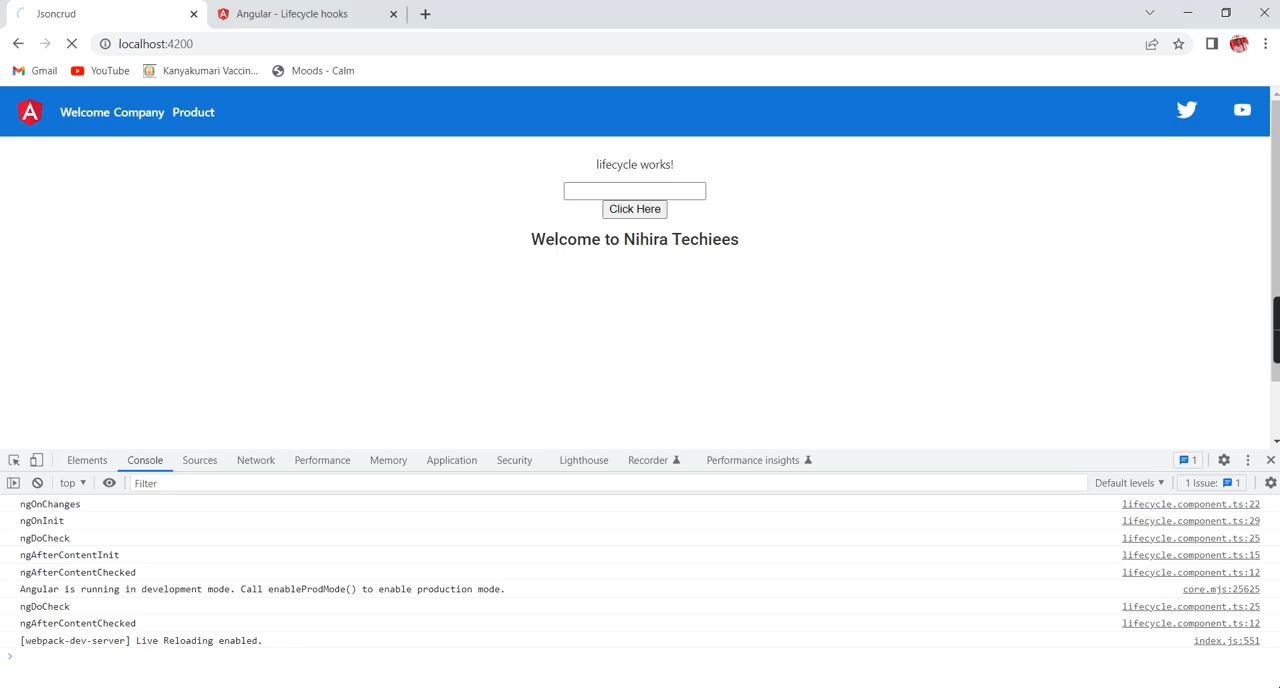 Jsoncrud
Angular - Lifecycle hooks
localhost:4200
Gmail YouTube Kanyakumari Vaccin... Moods - Calm
Welcome Company Product
lifecycle works!
Click Here
Welcome to Nihira Techiees
Elements Console Sources Network Performance Memory Application Security Lighthouse Recorder Performance insights 1
top Filter Default levels 1 Issue: 1
ngOnChanges lifecycle.component.ts:22
ngOnInit lifecycle.component.ts:29
ngDoCheck lifecycle.component.ts:25
ngAfterContentInit lifecycle.component.ts:15
ngAfterContentChecked lifecycle.component.ts:12
Angular is running in development mode. Call enableProdMode() to enable production mode. core.mjs:25625
ngDoCheck lifecycle.component.ts:25
ngAfterContentChecked lifecycle.component.ts:12
[webpack-dev-server] Live Reloading enabled. index.js:551